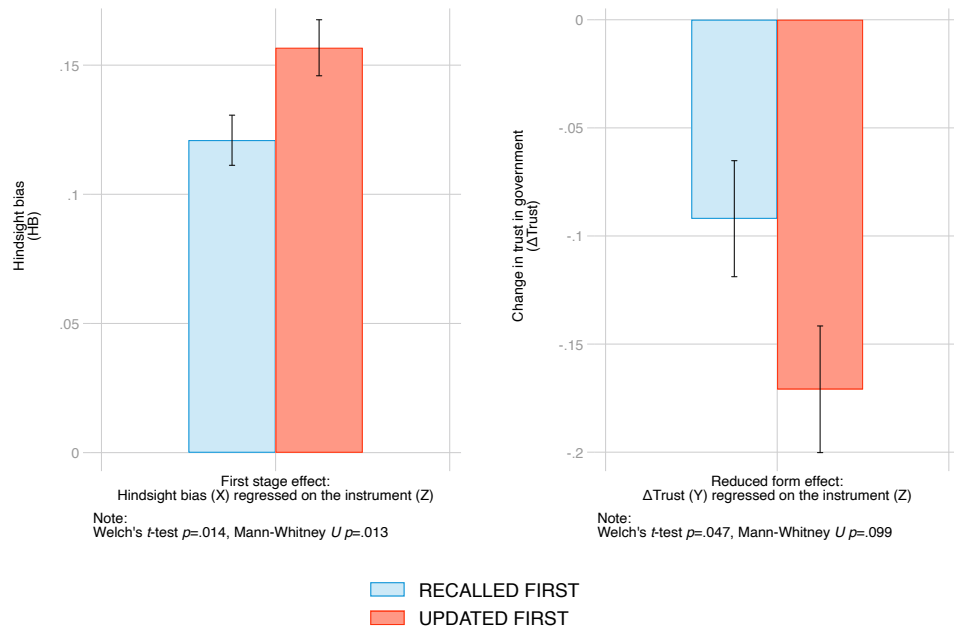 Hindsight bias
(HB)
.15
.1
.05
0
First stage effect:
Hindsight bias (X) regressed on the instrument (Z)
Note:
Welch's t-test p=.014, Mann-Whitney U p=.013
Change in trust in government
(ΔTrust)
0
-.05
-.1
-.15
-.2
Reduced form effect:
ΔTrust (Y) regressed on the instrument (Z)
Note:
Welch's t-test p=.047, Mann-Whitney U p=.099
RECALLED FIRST
UPDATED FIRST